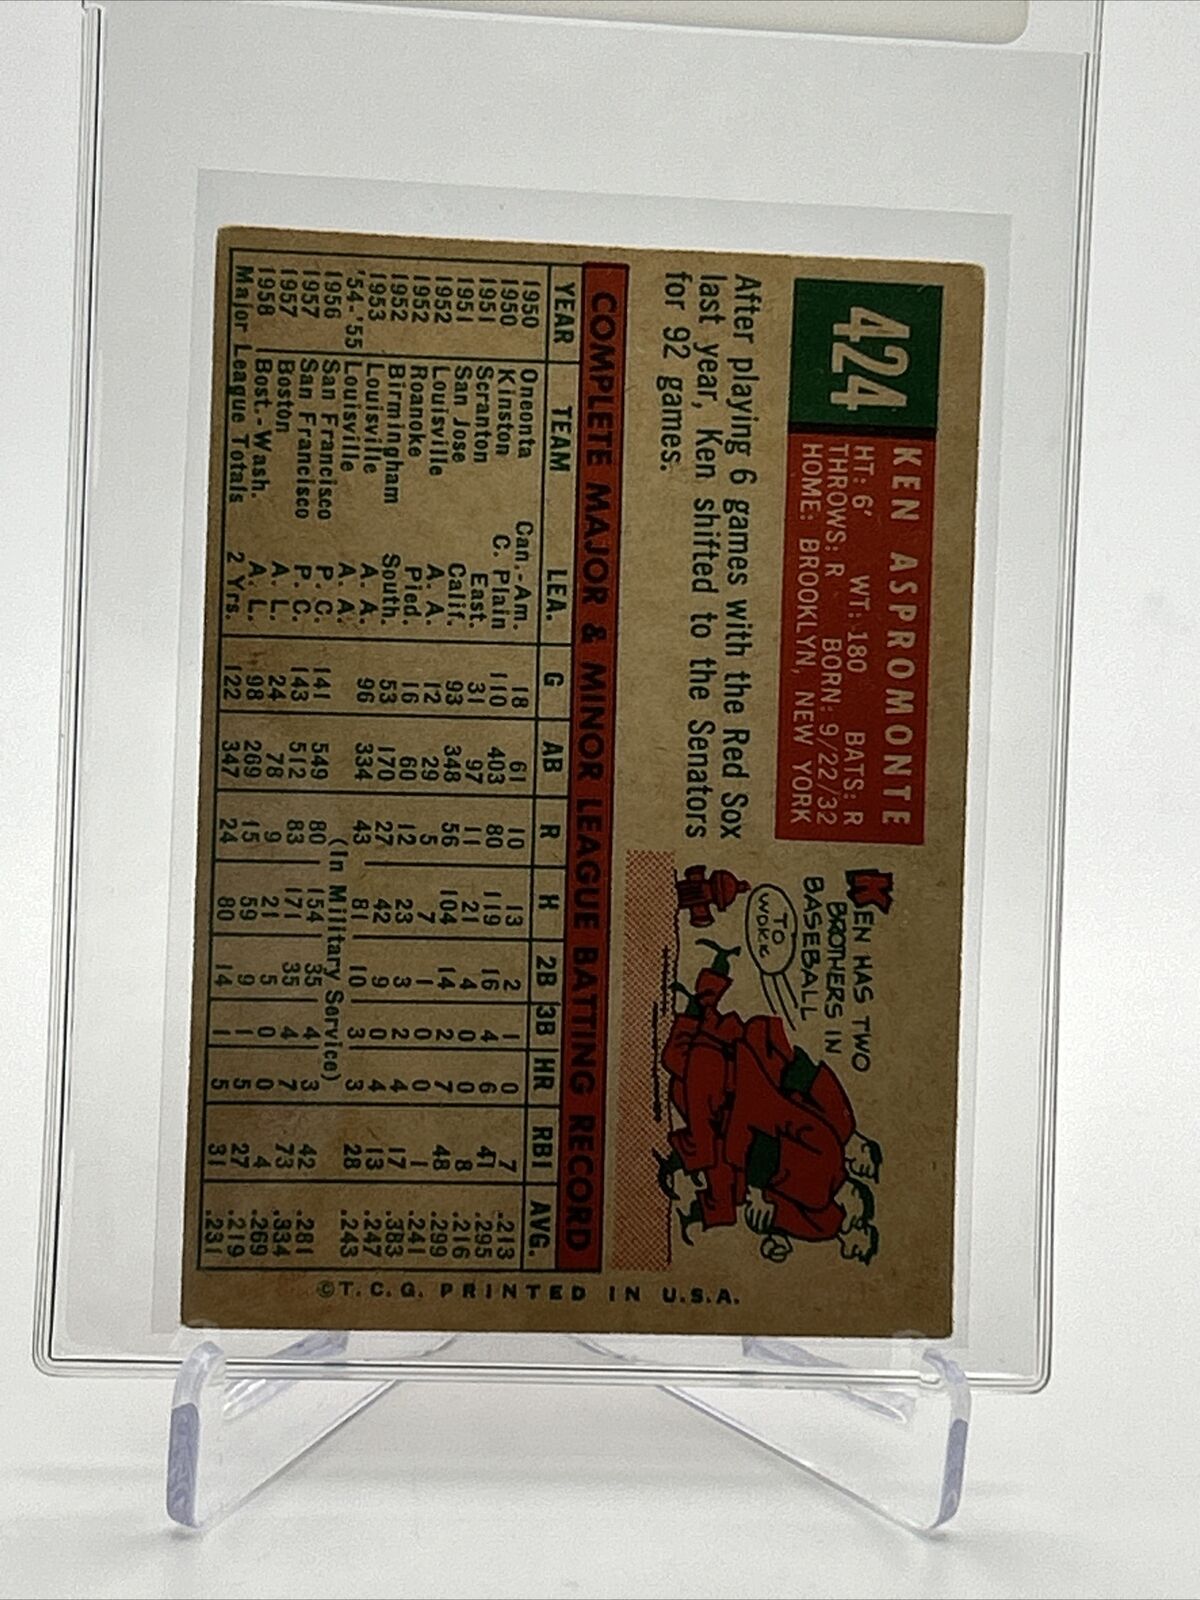 424
KEN ASPROMONTE
HT: 6' WT: 180 BATS: R
THROWS: R BORN: 9/22/32
HOME: BROOKLYN, NEW YORK
After playing 6 games with the Red Sox
last year, Ken shifted to the Senators
for 92 games.
KEN HAS TWO
BROTHERS IN
BASEBALL
TO
WORK
COMPLETE MAJOR & MINOR LEAGUE BATTING RECORD
YEAR TEAM LEA. G AB R H 2B 3B HR RBI AVG.
1950 Oneonta Can.-Am. 18 61 10 13 2 1 0 7 .213
1950 Kinston C. Plain 110 403 80 119 16 4 6 41 .295
1951 Scranton East. 31 97 11 21 4 0 0 8 .216
1951 San Jose Calif. 93 348 56 104 14 2 7 48 .299
1952 Louisville A. A. 12 29 5 7 1 0 0 1 .241
1952 Roanoke Pied. 16 60 12 23 3 2 4 17 .383
1952 Birmingham South. 53 170 27 42 9 0 4 13 .247
1953 Louisville A. A. 96 334 43 81 10 3 3 28 .243
'54-'55 Louisville A. A. (In Military Service)
1956 San Francisco P. C. 141 549 80 154 35 4 3 42 .281
1957 San Francisco P. C. 143 512 83 171 35 4 7 73 .334
1957 Boston A. L. 24 78 9 21 5 0 0 4 .269
1958 Bost.-Wash. A. L. 98 269 15 59 9 1 5 27 .219
Major League Totals 2 Yrs. 122 347 24 80 14 1 5 31 .231
©T.C.G. PRINTED IN U.S.A.